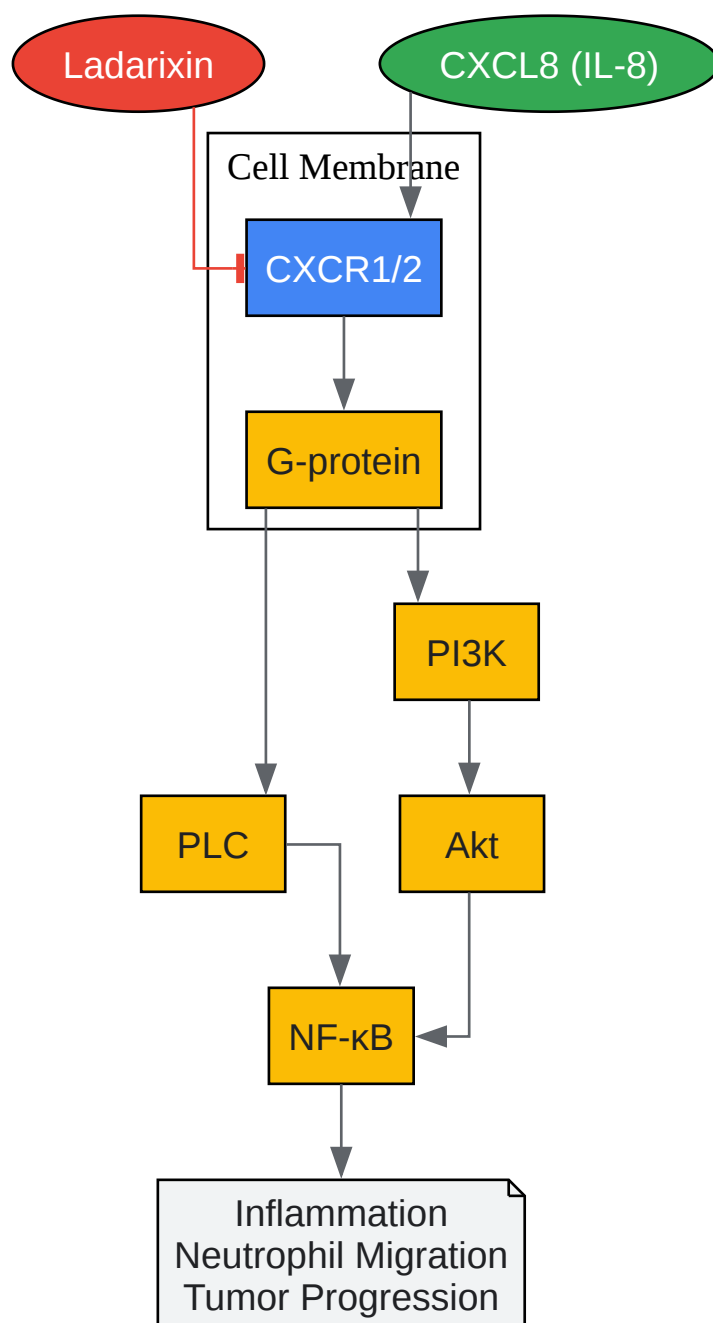 Ladarixin
CXCL8 (IL-8)
Cell Membrane
CXCR1/2
G-protein
PI3K
PLC
Akt
NF-κB
Inflammation
Neutrophil Migration
Tumor Progression